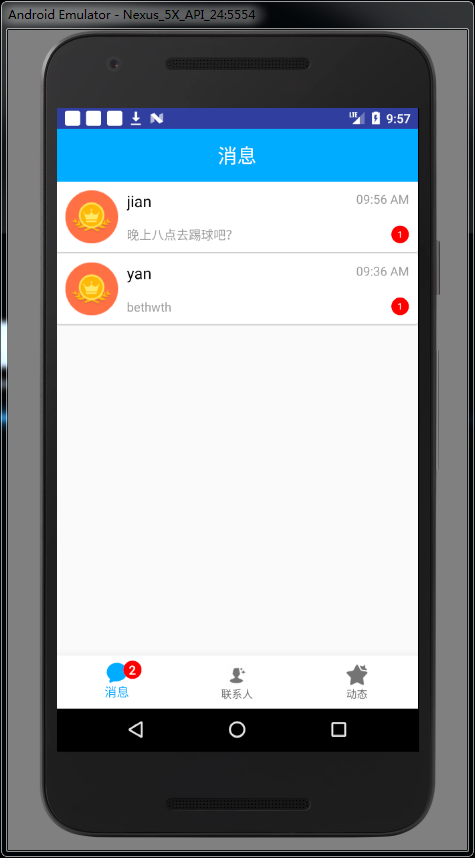 Android Emulator - Nexus_5X_API_24:5554
LTE 9:57
消息
jian 09:56 AM
晚上八点去踢球吧? 1
yan 09:36 AM
bethwth 1
2
消息 联系人 动态